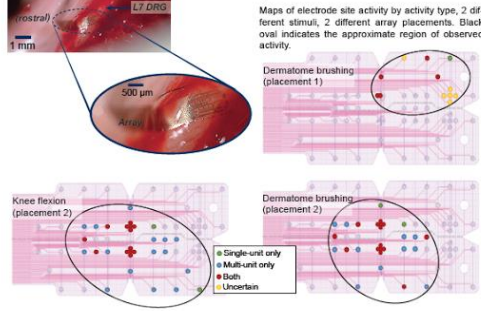 (rostral)
L7 DRG
1 mm
500 µm
Array
Maps of electrode site activity by activity type, 2 dif
ferent stimuli, 2 different array placements. Black
oval indicates the approximate region of observed
activity.
Dermatome brushing
(placement 1)
Knee flexion
(placement 2)
Dermatome brushing
(placement 2)
Single-unit only
Multi-unit only
Both
Uncertain